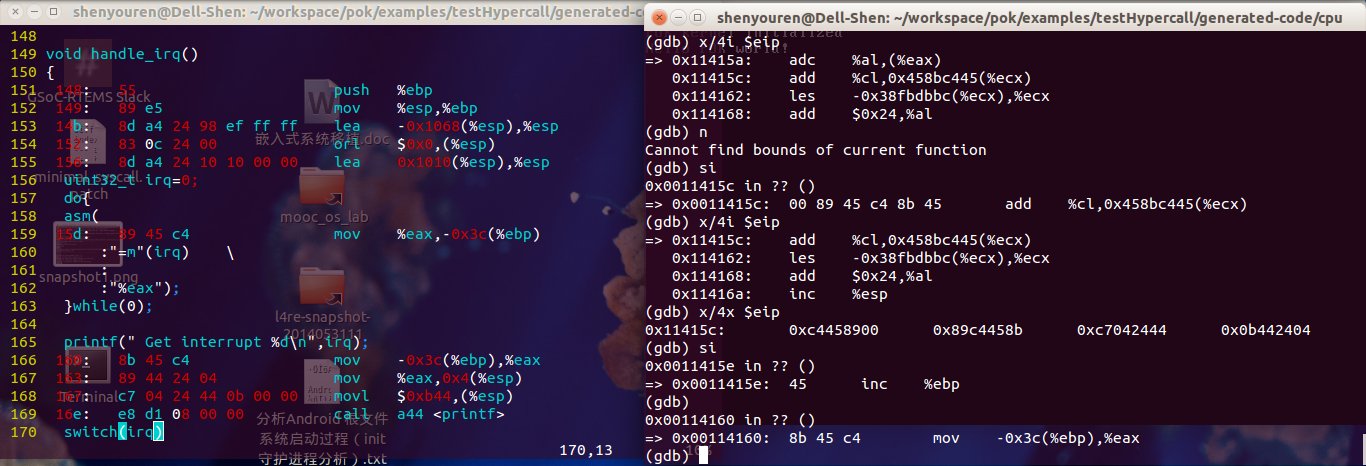 shenyouren@Dell-Shen: ~/workspace/pok/examples/testHypercall/generated-co
148
149 void handle_irq()
150 {
151 148: 55 push %ebp
152 149: 89 e5 mov %esp,%ebp
153 14b: 8d a4 24 98 ef ff ff lea -0x1068(%esp),%esp
154 152: 83 0c 24 00 orl $0x0,(%esp)
155 156: 8d a4 24 10 10 00 00 lea 0x1010(%esp),%esp
156 uint32_t irq=0;
157 do{
158 asm(
159 15d: 89 45 c4 mov %eax,-0x3c(%ebp)
160 :"=m"(irq) \
161 :
162 :"%eax");
163 }while(0);
164
165 printf(" Get interrupt %d\n",irq);
166 160: 8b 45 c4 mov -0x3c(%ebp),%eax
167 163: 89 44 24 04 mov %eax,0x4(%esp)
168 167: c7 04 24 44 0b 00 00 movl $0xb44,(%esp)
169 16e: e8 d1 08 00 00 call a44 <printf>
170 switch(irq)
170,13
GSoC-RTEMS Slack
嵌入式系统移植.doc
minimal_syscall.
patch
mooc_os_lab
snapshot1.png
l4re-snapshot-
2014053111
Terminal
分析Android 根文件
系统启动过程（init
守护进程分析）.txt
shenyouren@Dell-Shen: ~/workspace/pok/examples/testHypercall/generated-code/cpu
(gdb) x/4i $eip
=> 0x11415a: adc %al,(%eax)
0x11415c: add %cl,0x458bc445(%ecx)
0x114162: les -0x38fbdbbc(%ecx),%ecx
0x114168: add $0x24,%al
(gdb) n
Cannot find bounds of current function
(gdb) si
0x0011415c in ?? ()
=> 0x0011415c: 00 89 45 c4 8b 45 add %cl,0x458bc445(%ecx)
(gdb) x/4i $eip
=> 0x11415c: add %cl,0x458bc445(%ecx)
0x114162: les -0x38fbdbbc(%ecx),%ecx
0x114168: add $0x24,%al
0x11416a: inc %esp
(gdb) x/4x $eip
0x11415c: 0xc4458900 0x89c4458b 0xc7042444 0x0b442404
(gdb) si
0x0011415e in ?? ()
=> 0x0011415e: 45 inc %ebp
(gdb)
0x00114160 in ?? ()
=> 0x00114160: 8b 45 c4 mov -0x3c(%ebp),%eax
(gdb)